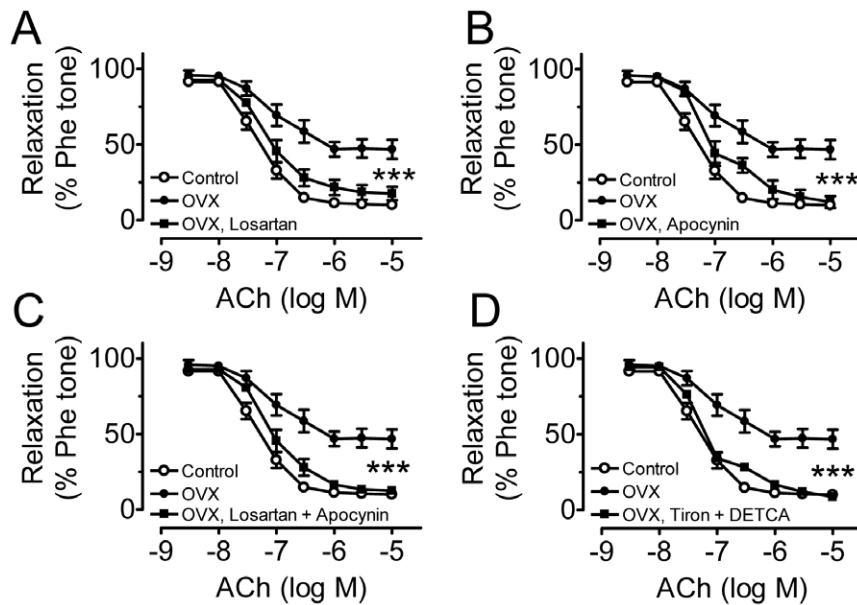 A
Relaxation
(% Phe tone)
100
50
0
Control
OVX
OVX, Losartan
***
-9 -8 -7 -6 -5
ACh (log M)
B
Relaxation
(% Phe tone)
100
50
0
Control
OVX
OVX, Apocynin
***
-9 -8 -7 -6 -5
ACh (log M)
C
Relaxation
(% Phe tone)
100
50
0
Control
OVX
OVX, Losartan + Apocynin
***
-9 -8 -7 -6 -5
ACh (log M)
D
Relaxation
(% Phe tone)
100
50
0
Control
OVX
OVX, Tiron + DETCA
***
-9 -8 -7 -6 -5
ACh (log M)